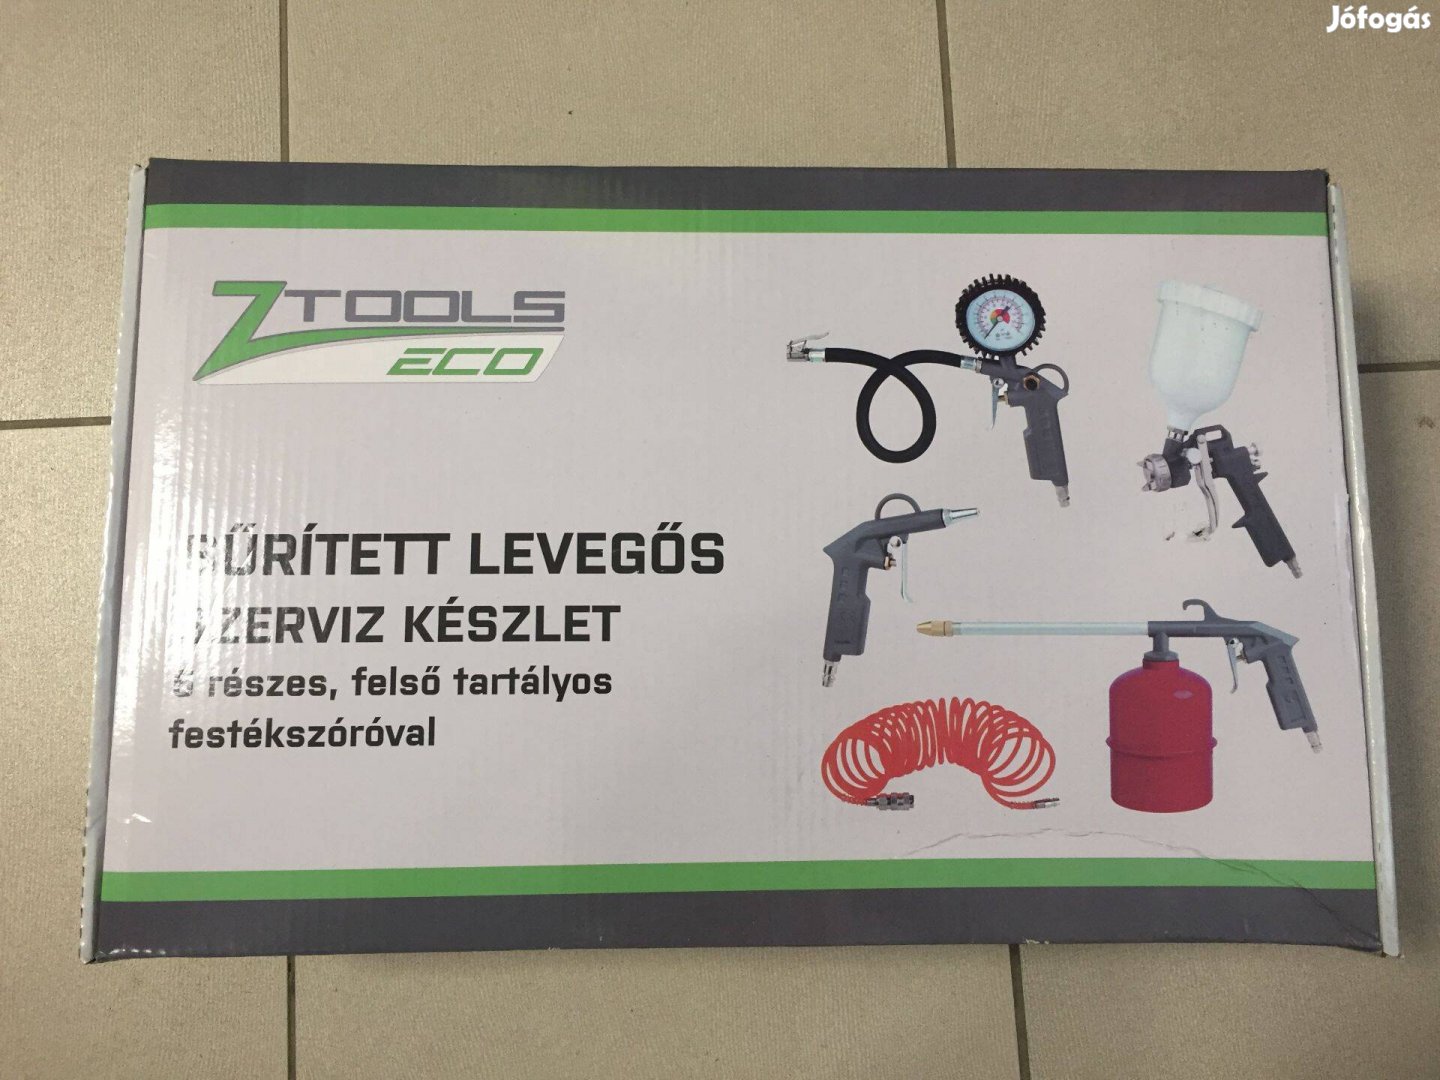 Jófogás
ZTOOLS
ECO
SŰRÍTETT LEVEGŐS
SZERVIZ KÉSZLET
6 részes, felső tartályos
festékszóróval